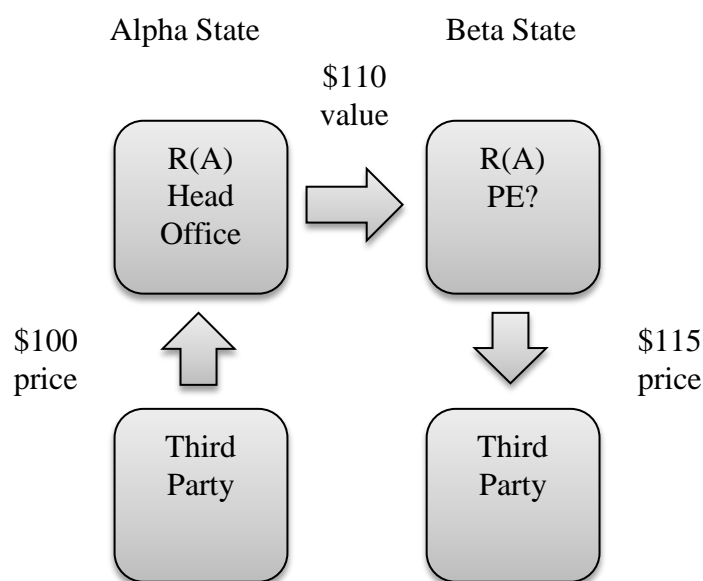 Alpha State
Beta State
$110
value
R(A)
Head
Office
R(A)
PE?
$100
price
$115
price
Third
Party
Third
Party